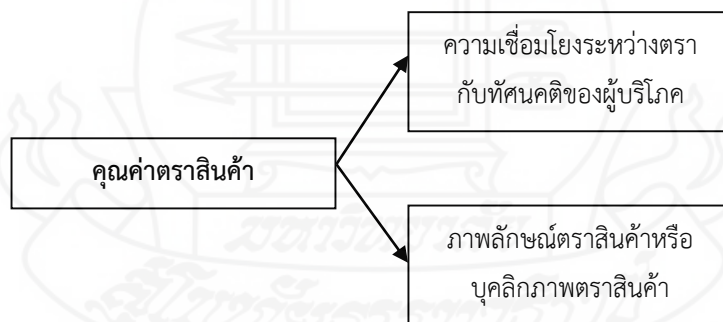 ความเชื่อมโยงระหว่างตรา
กับทัศนคติของผู้บริโภค
คุณค่าตราสินค้า
ภาพลักษณ์ตราสินค้าหรือ
บุคลิกภาพตราสินค้า